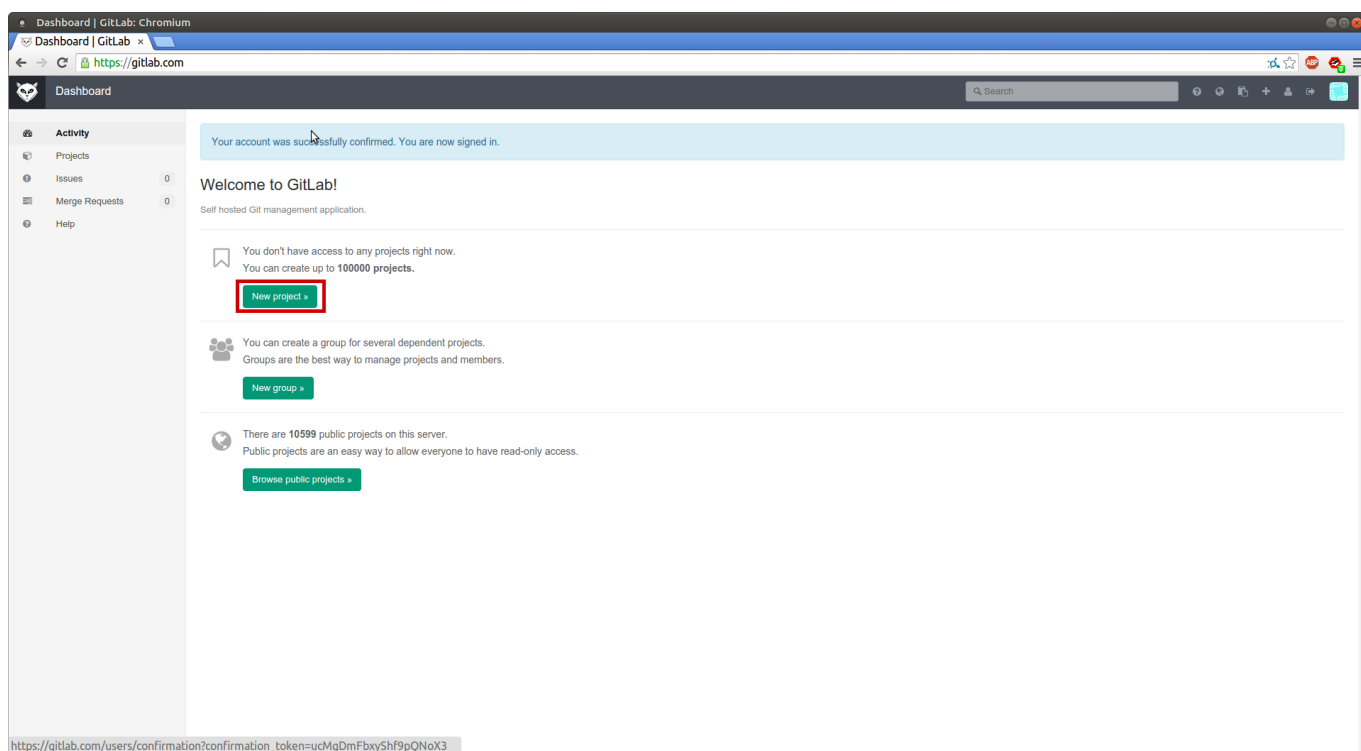 Dashboard | GitLab: Chromium
Dashboard | GitLab ×
https://gitlab.com
ABP
Dashboard
Search
Activity
Projects
Issues 0
Merge Requests 0
Help
Your account was successfully confirmed. You are now signed in.
Welcome to GitLab!
Self hosted Git management application.
You don't have access to any projects right now.
You can create up to 100000 projects.
New project »
You can create a group for several dependent projects.
Groups are the best way to manage projects and members.
New group »
There are 10599 public projects on this server.
Public projects are an easy way to allow everyone to have read-only access.
Browse public projects »
https://gitlab.com/users/confirmation?confirmation_token=ucMqDmFbxyShf9pQNoX3